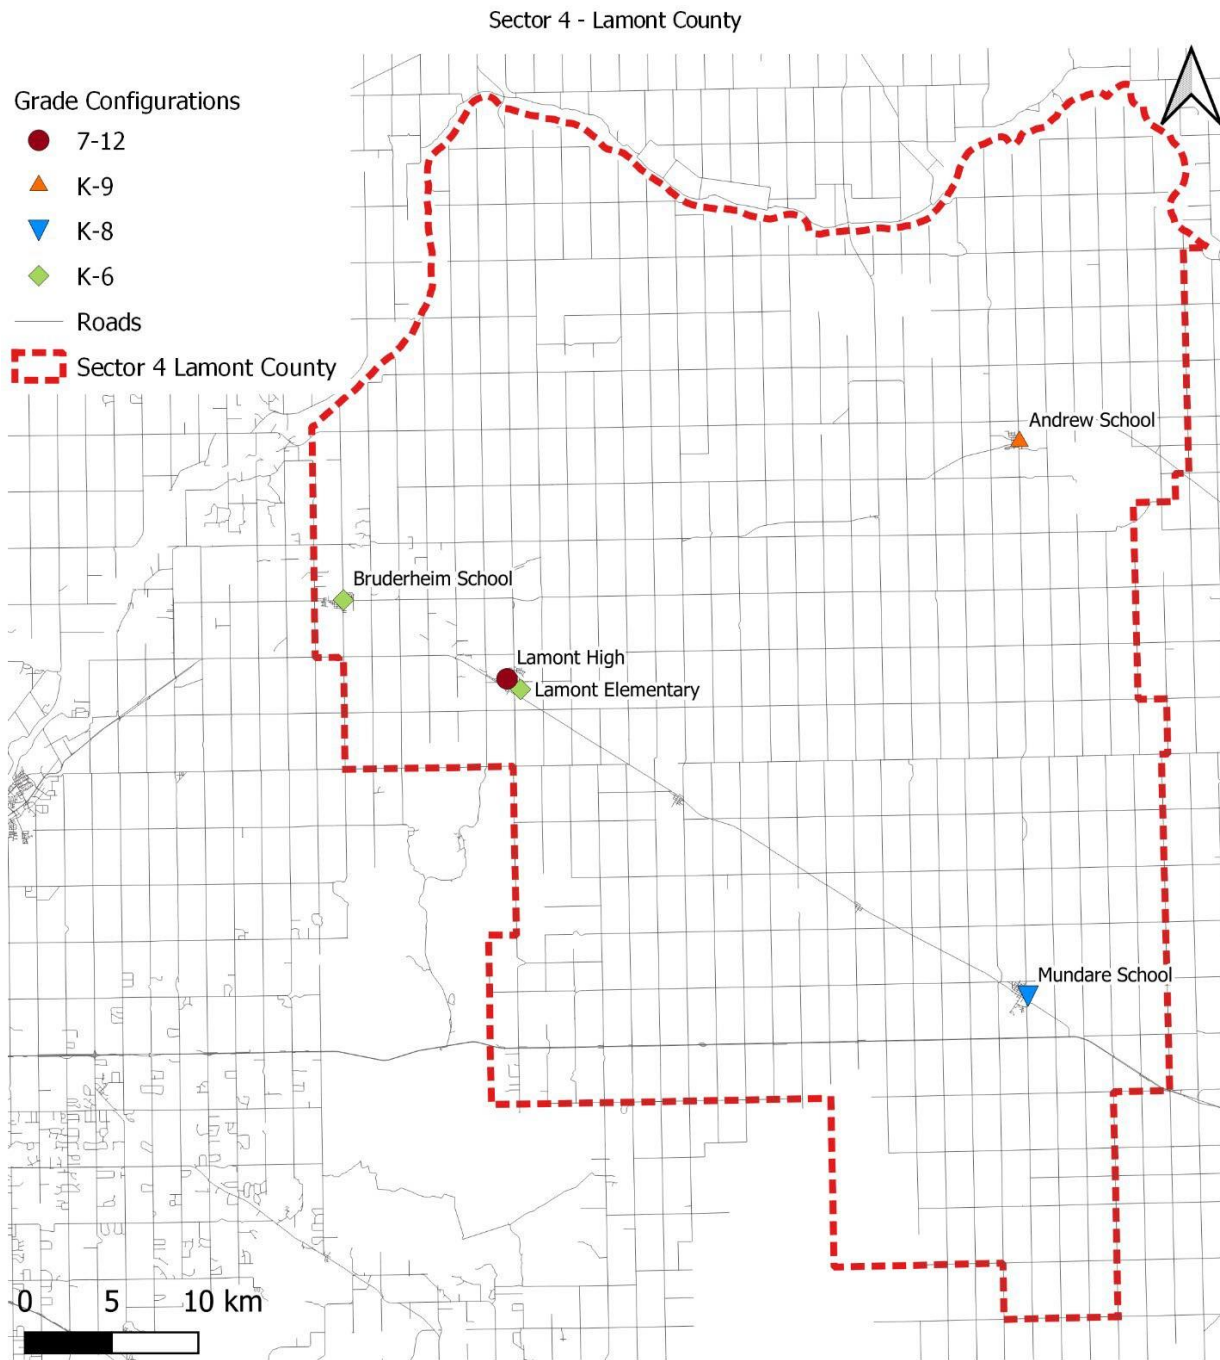 Sector 4 - Lamont County
Grade Configurations
7-12
K-9
K-8
K-6
Roads
Sector 4 Lamont County
Andrew School
Bruderheim School
Lamont High
Lamont Elementary
Mundare School
0 5 10 km